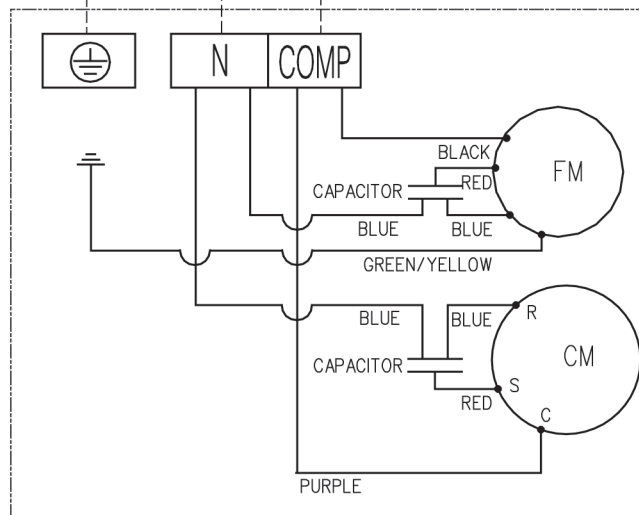 N COMP
BLACK
FM
RED
CAPACITOR
BLUE BLUE
GREEN/YELLOW
BLUE BLUE R
CM
CAPACITOR
S
RED
C
PURPLE